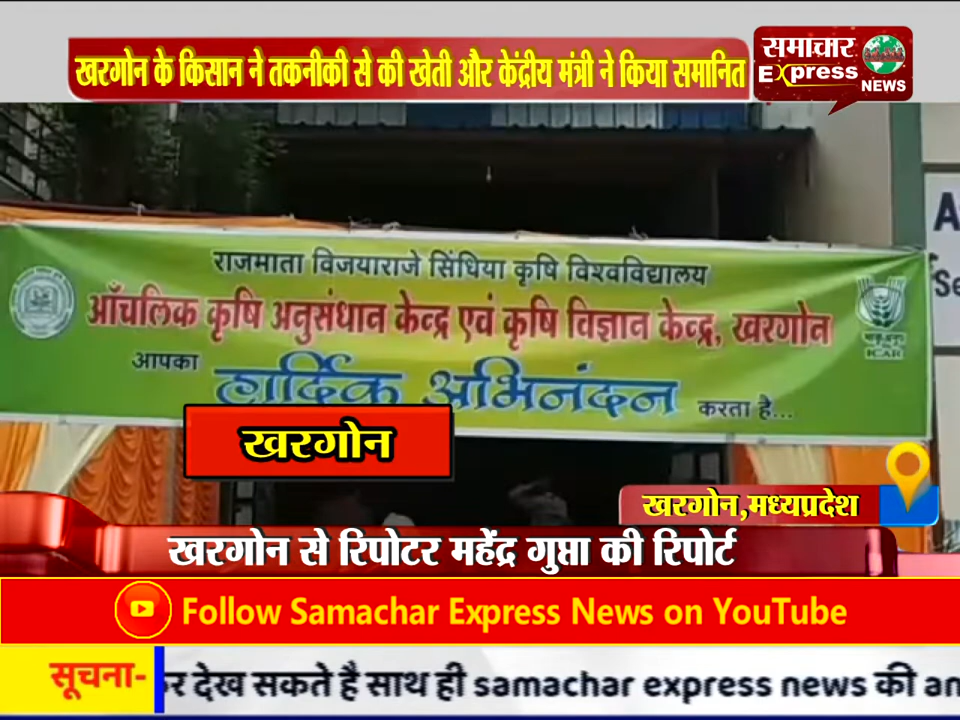 खरगोन के किसान ने तकनीकी से की खेती और केंद्रीय मंत्री ने किया समानित
समाचार
Express
NEWS
राजमाता विजयाराजे सिंधिया कृषि विश्वविद्यालय
आँचलिक कृषि अनुसंधान केन्द्र एवं कृषि विज्ञान केन्द्र, खरगोन
आपका हार्दिक अभिनंदन करता है...
ICAR
A
Se
खरगोन
खरगोन,मध्यप्रदेश
खरगोन से रिपोटर महेंद्र गुप्ता की रिपोर्ट
Follow Samachar Express News on YouTube
सूचना- र देख सकते है साथ ही samachar express news की an